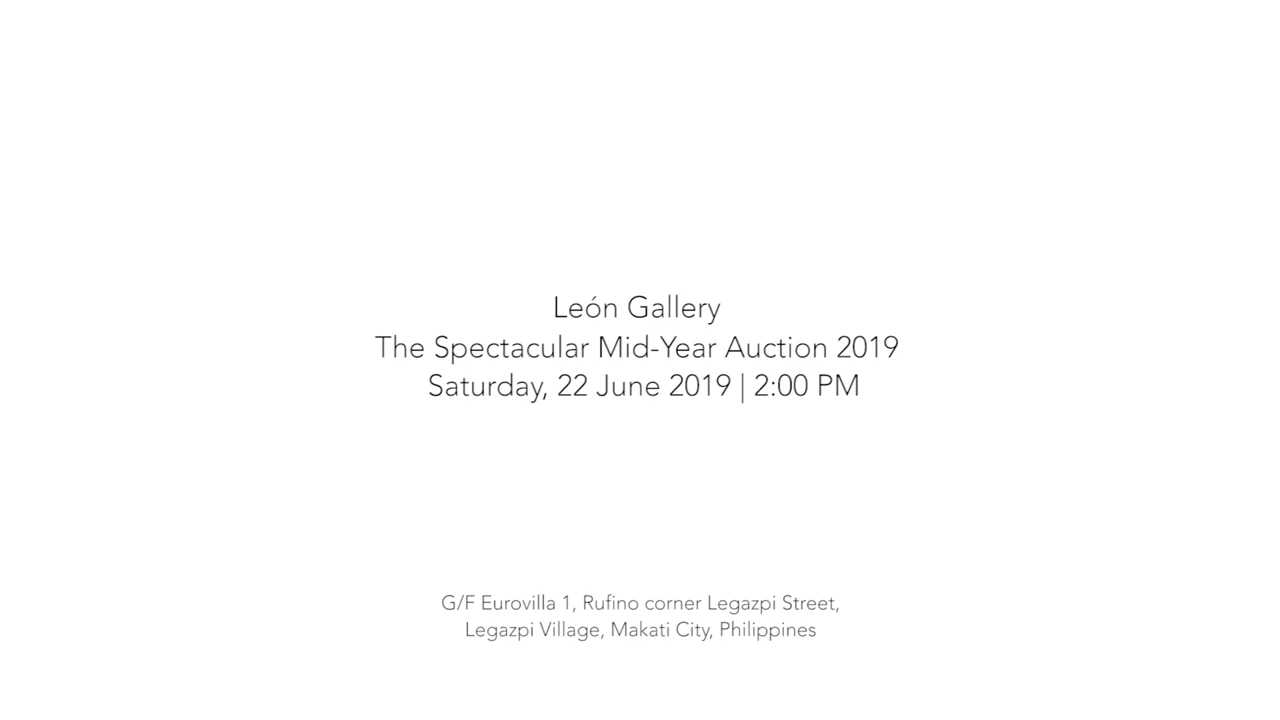 León Gallery
The Spectacular Mid-Year Auction 2019
Saturday, 22 June 2019 | 2:00 PM
G/F Eurovilla 1, Rufino corner Legazpi Street,
Legazpi Village, Makati City, Philippines